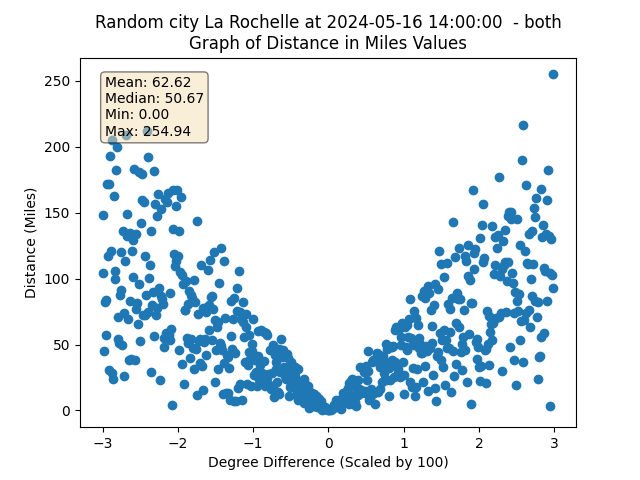 Random city La Rochelle at 2024-05-16 14:00:00  - both
Graph of Distance in Miles Values
Mean: 62.62
Median: 50.67
Min: 0.00
Max: 254.94
250
200
150
100
50
0
Distance (Miles)
−3
−2
−1
0
1
2
3
Degree Difference (Scaled by 100)